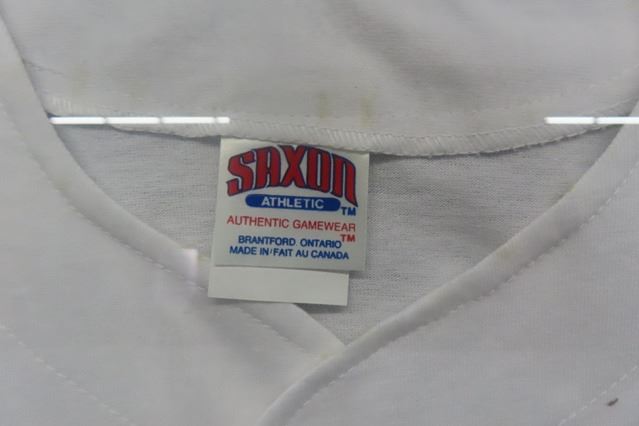 SAXON
ATHLETIC TM
AUTHENTIC GAMEWEAR
TM
BRANTFORD, ONTARIO
MADE IN/FAIT AU CANADA